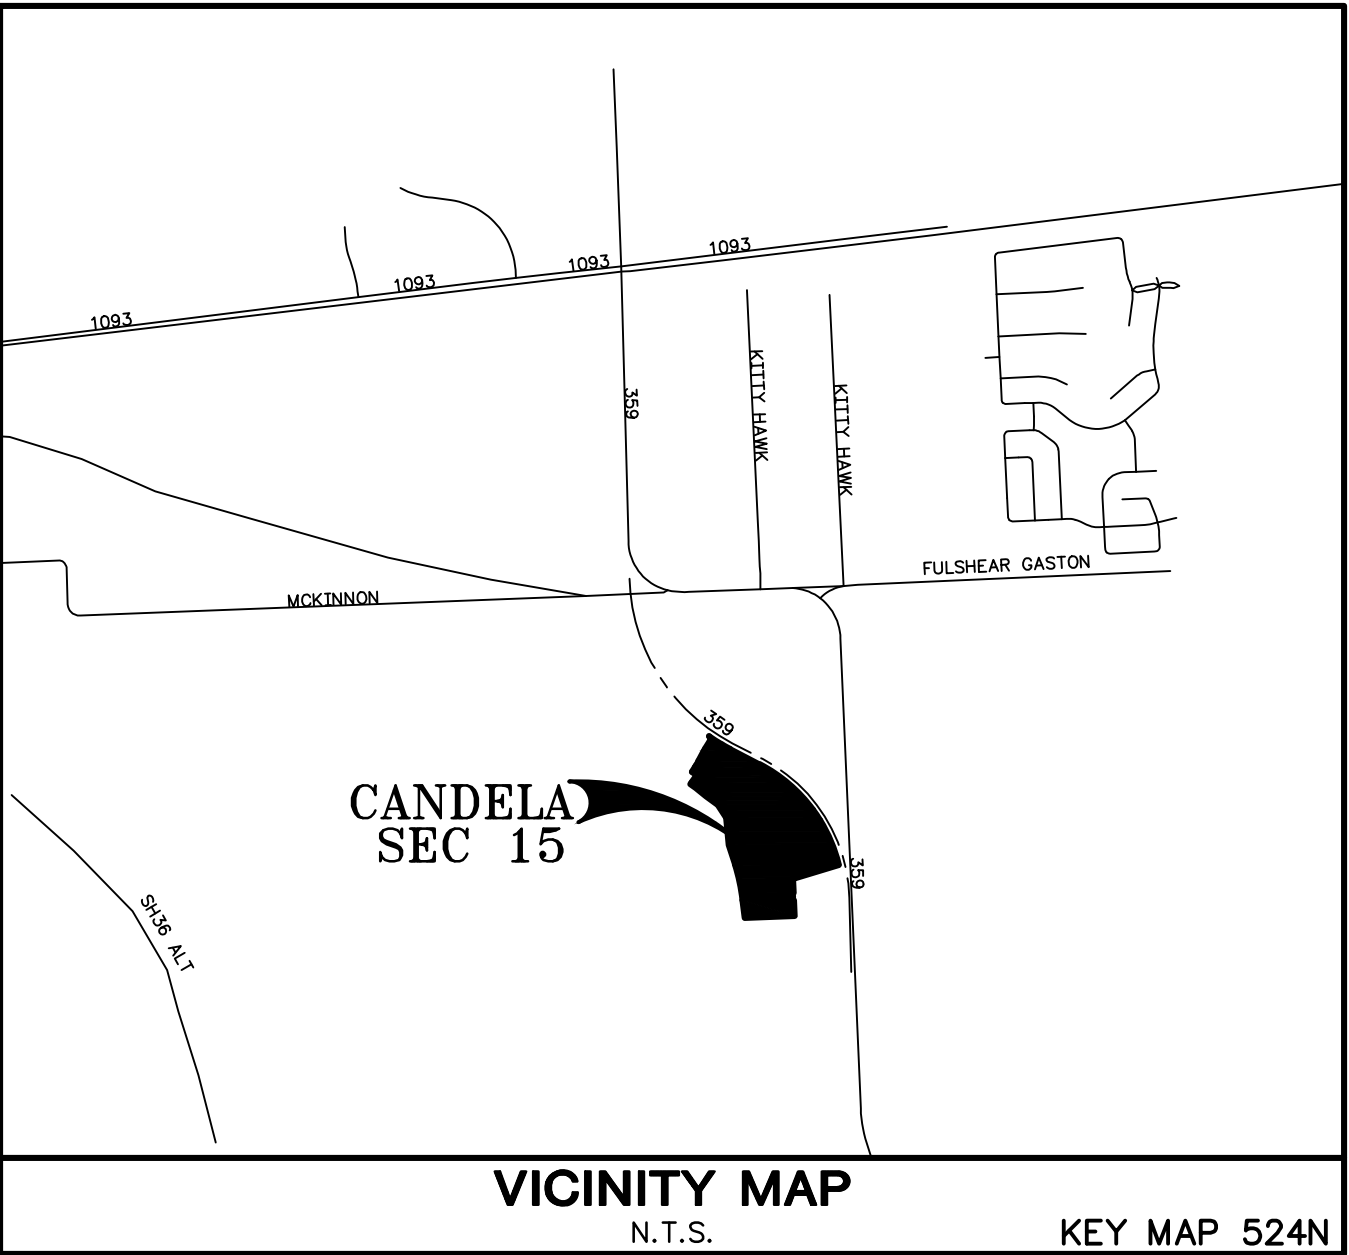 1093
1093
1093
1093
359
KITTY HAWK
KITTY HAWK
FULSHEAR GASTON
MCKINNON
359
CANDELA
SEC 15
359
SH36 ALT
VICINITY MAP
N.T.S.
KEY MAP 524N